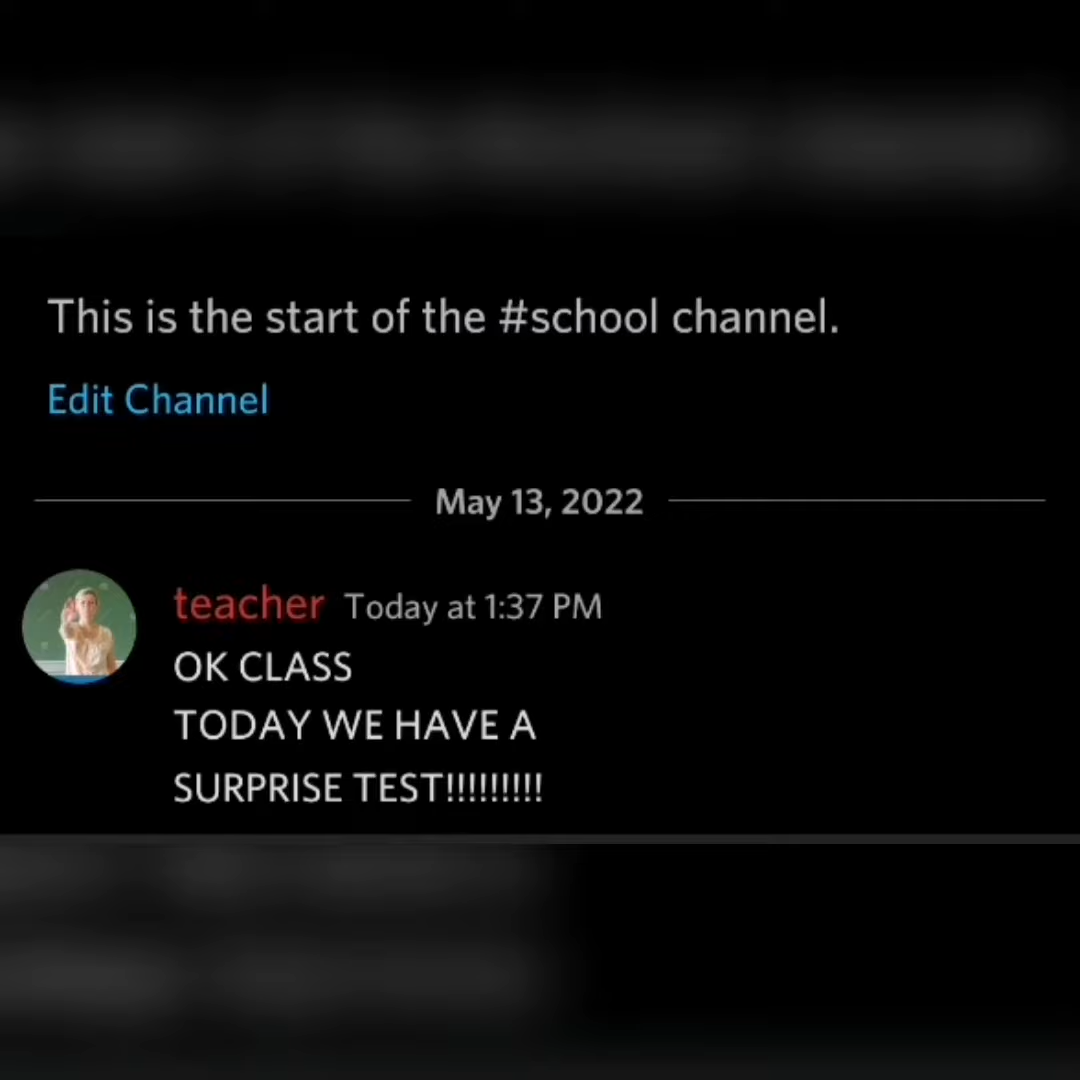 This is the start of the #school channel.
Edit Channel
May 13, 2022
teacher Today at 1:37 PM
OK CLASS
TODAY WE HAVE A
SURPRISE TEST!!!!!!!!!